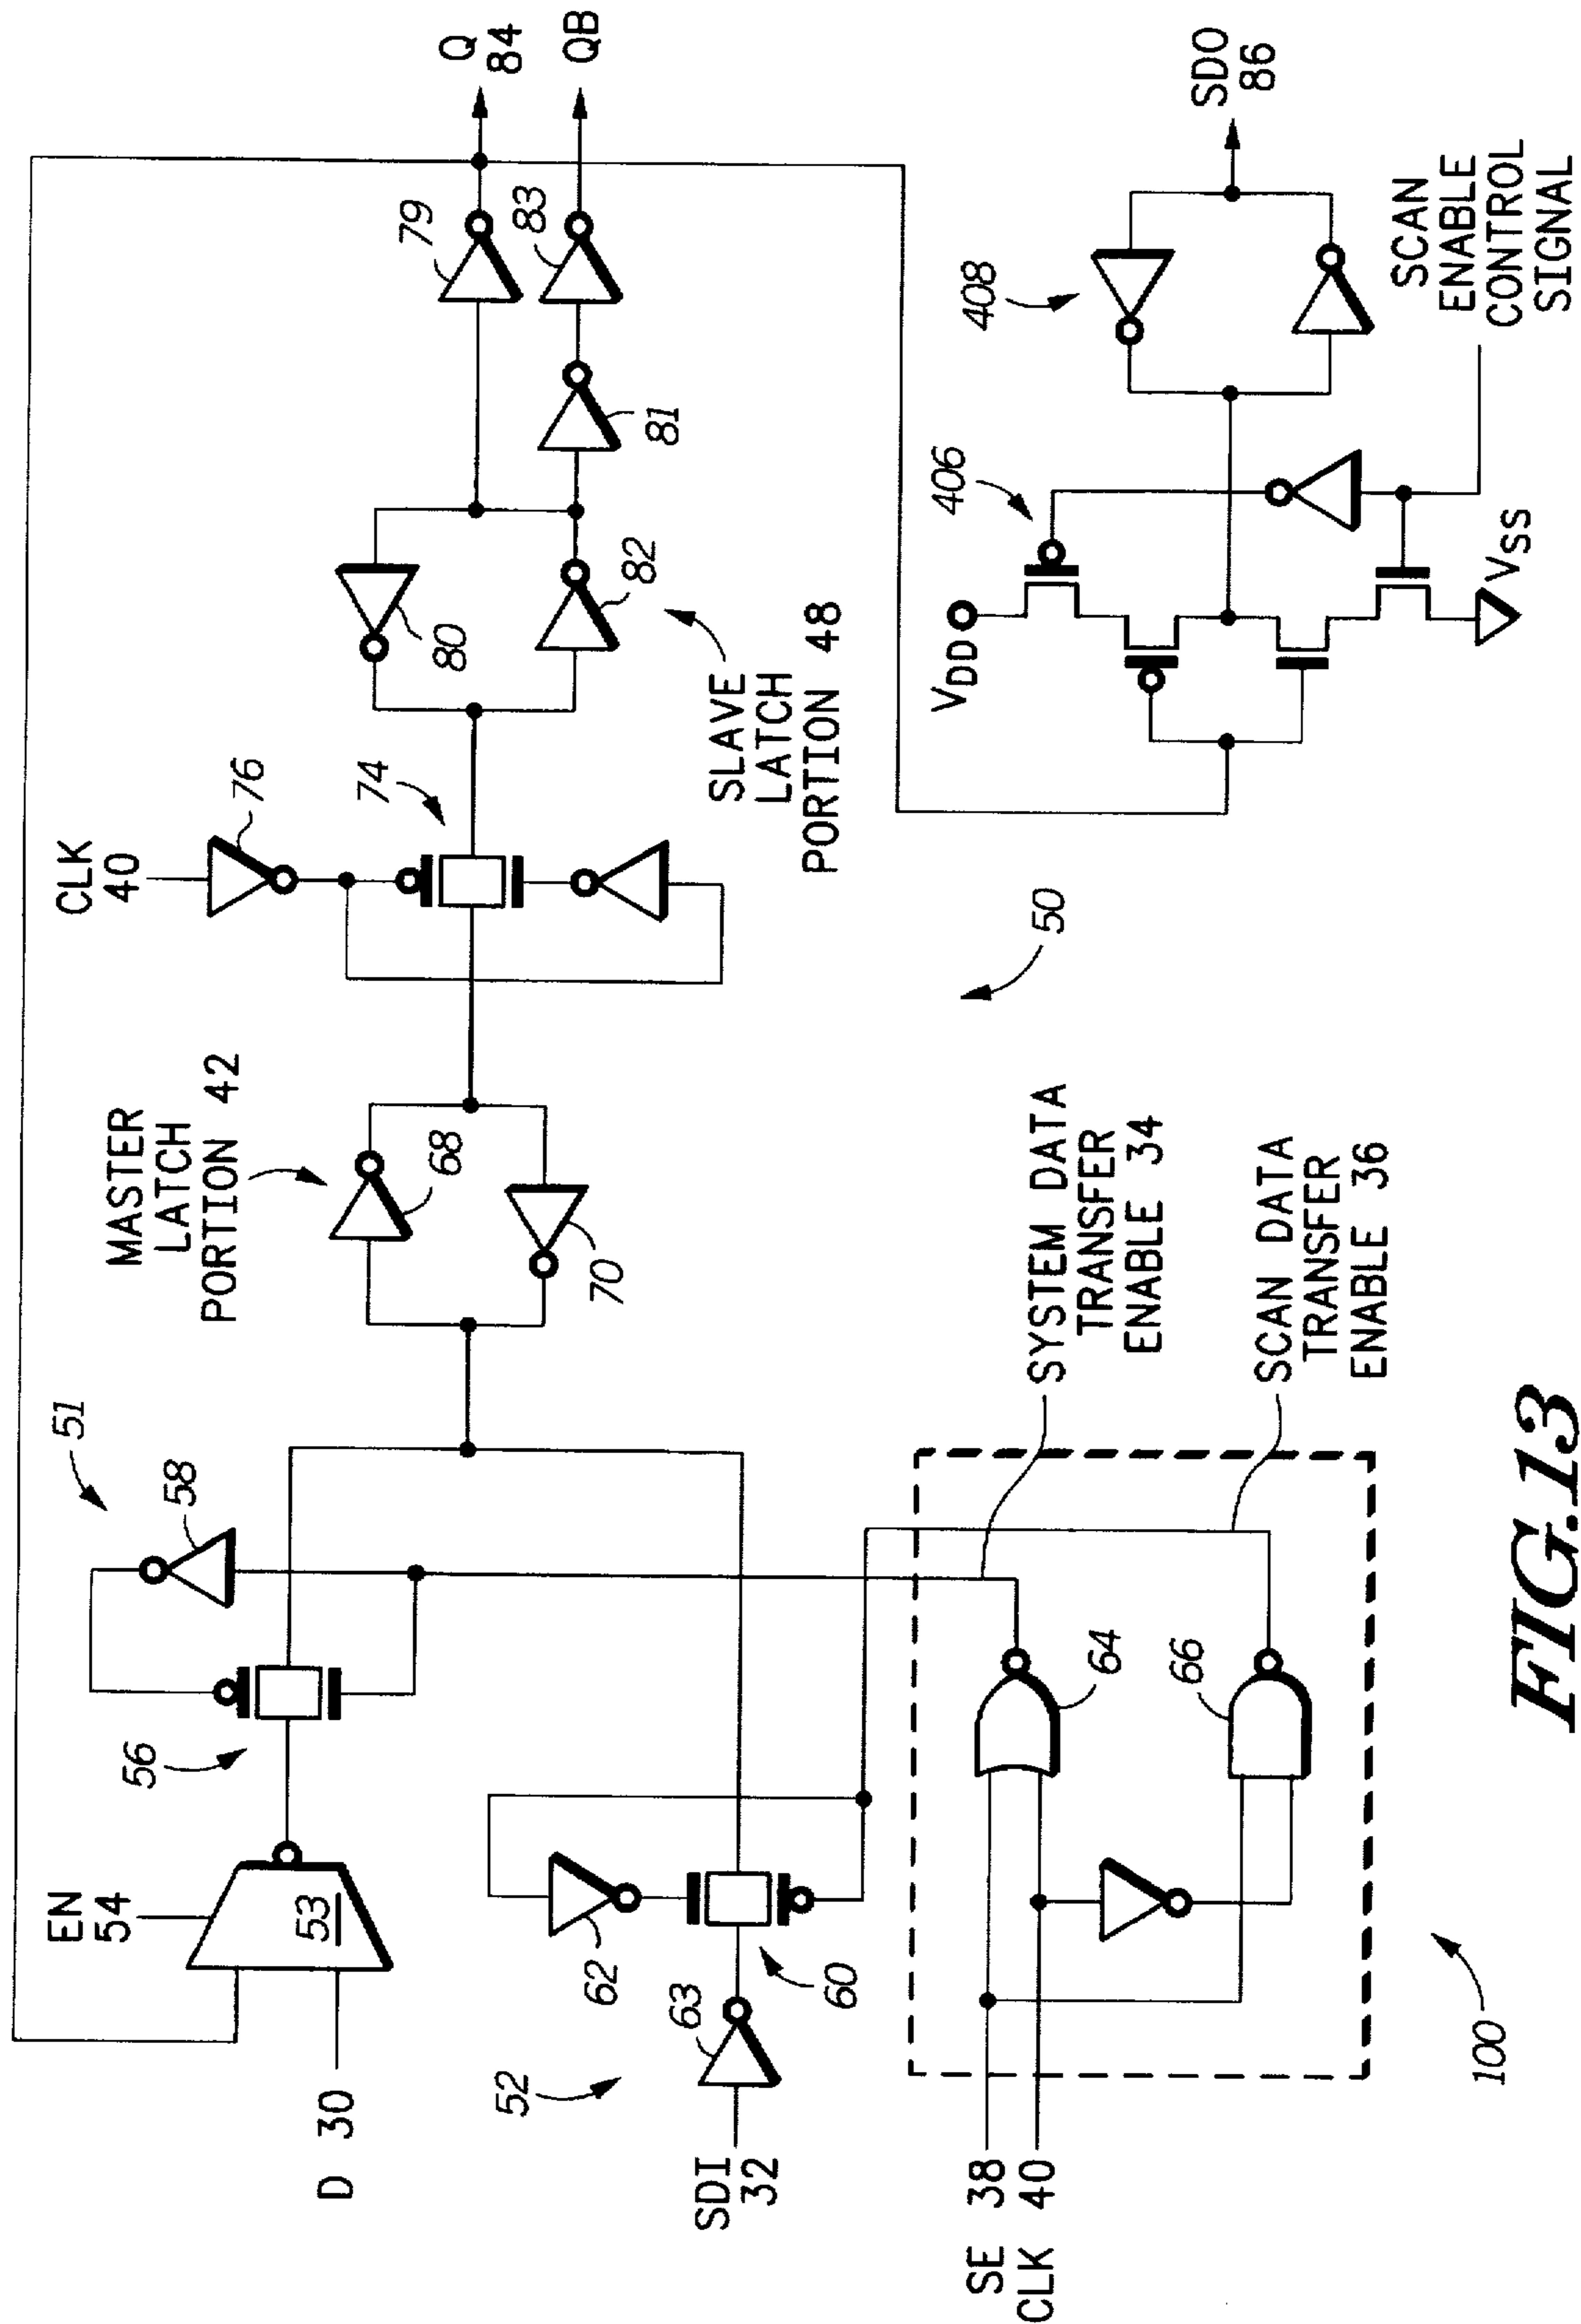 D 30
EN
54
53
56
51
58
SDI
32
52
63
62
60
SE 38
CLK 40
64
66
100
MASTER
LATCH
PORTION 42
68
70
SYSTEM DATA
TRANSFER
ENABLE 34
SCAN DATA
TRANSFER
ENABLE 36
CLK
40
76
74
50
80
82
SLAVE
LATCH
PORTION 48
79
81
83
Q
84
QB
VDD
406
408
VSS
SDO
86
SCAN
ENABLE
CONTROL
SIGNAL
FIG.13